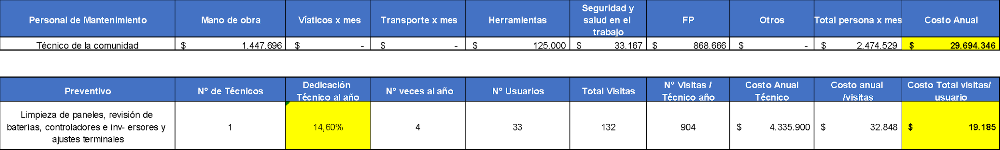 Personal de Mantenimiento Mano de obra Víaticos x mes Transporte x mes Herramientas Seguridad y salud en el trabajo FP Otros Total persona x mes Costo Anual
Técnico de la comunidad $ 1.447.696 $ - $ - $ 125.000 $ 33.167 $ 868.666 $ - $ 2.474.529 $ 29.694.346
Preventivo N° de Técnicos Dedicación Técnico al año N° veces al año N° Usuarios Total Visitas N° Visitas / Técnico año Costo Anual Técnico Costo anual /visitas Costo Total visitas/ usuario
Limpieza de paneles, revisión de
baterías, controladores e inv- ersores y
ajustes terminales
1 14,60% 4 33 132 904 $ 4.335.900 $ 32.848 $ 19.185